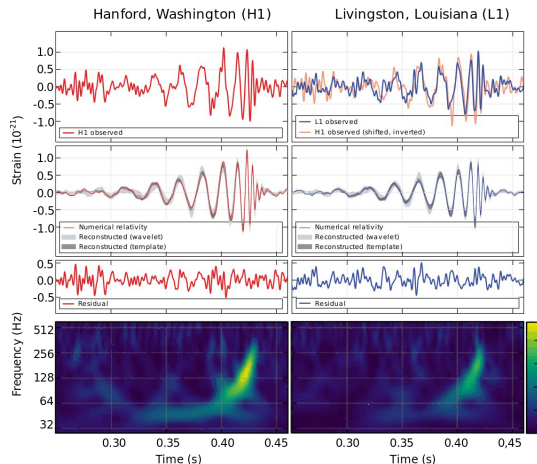 Hanford, Washington (H1)
Livingston, Louisiana (L1)
Strain (10⁻²¹)
1.0
0.5
0.0
-0.5
-1.0
H1 observed
L1 observed
H1 observed (shifted, inverted)
1.0
0.5
0.0
-0.5
-1.0
Numerical relativity
Reconstructed (wavelet)
Reconstructed (template)
Numerical relativity
Reconstructed (wavelet)
Reconstructed (template)
0.5
0.0
-0.5
Residual
Residual
Frequency (Hz)
512
256
128
64
32
0.30
0.35
0.40
0.45
0.30
0.35
0.40
0,45
Time (s)
Time (s)